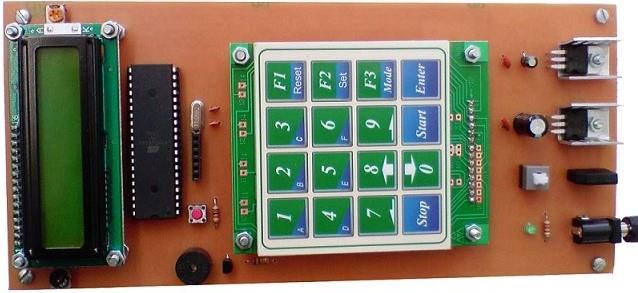 1 A 2 B 3 C F1 Reset
4 D 5 E 6 F F2 Set
7 8 9 F3 Mode
Stop 0 Start Enter
A K
16